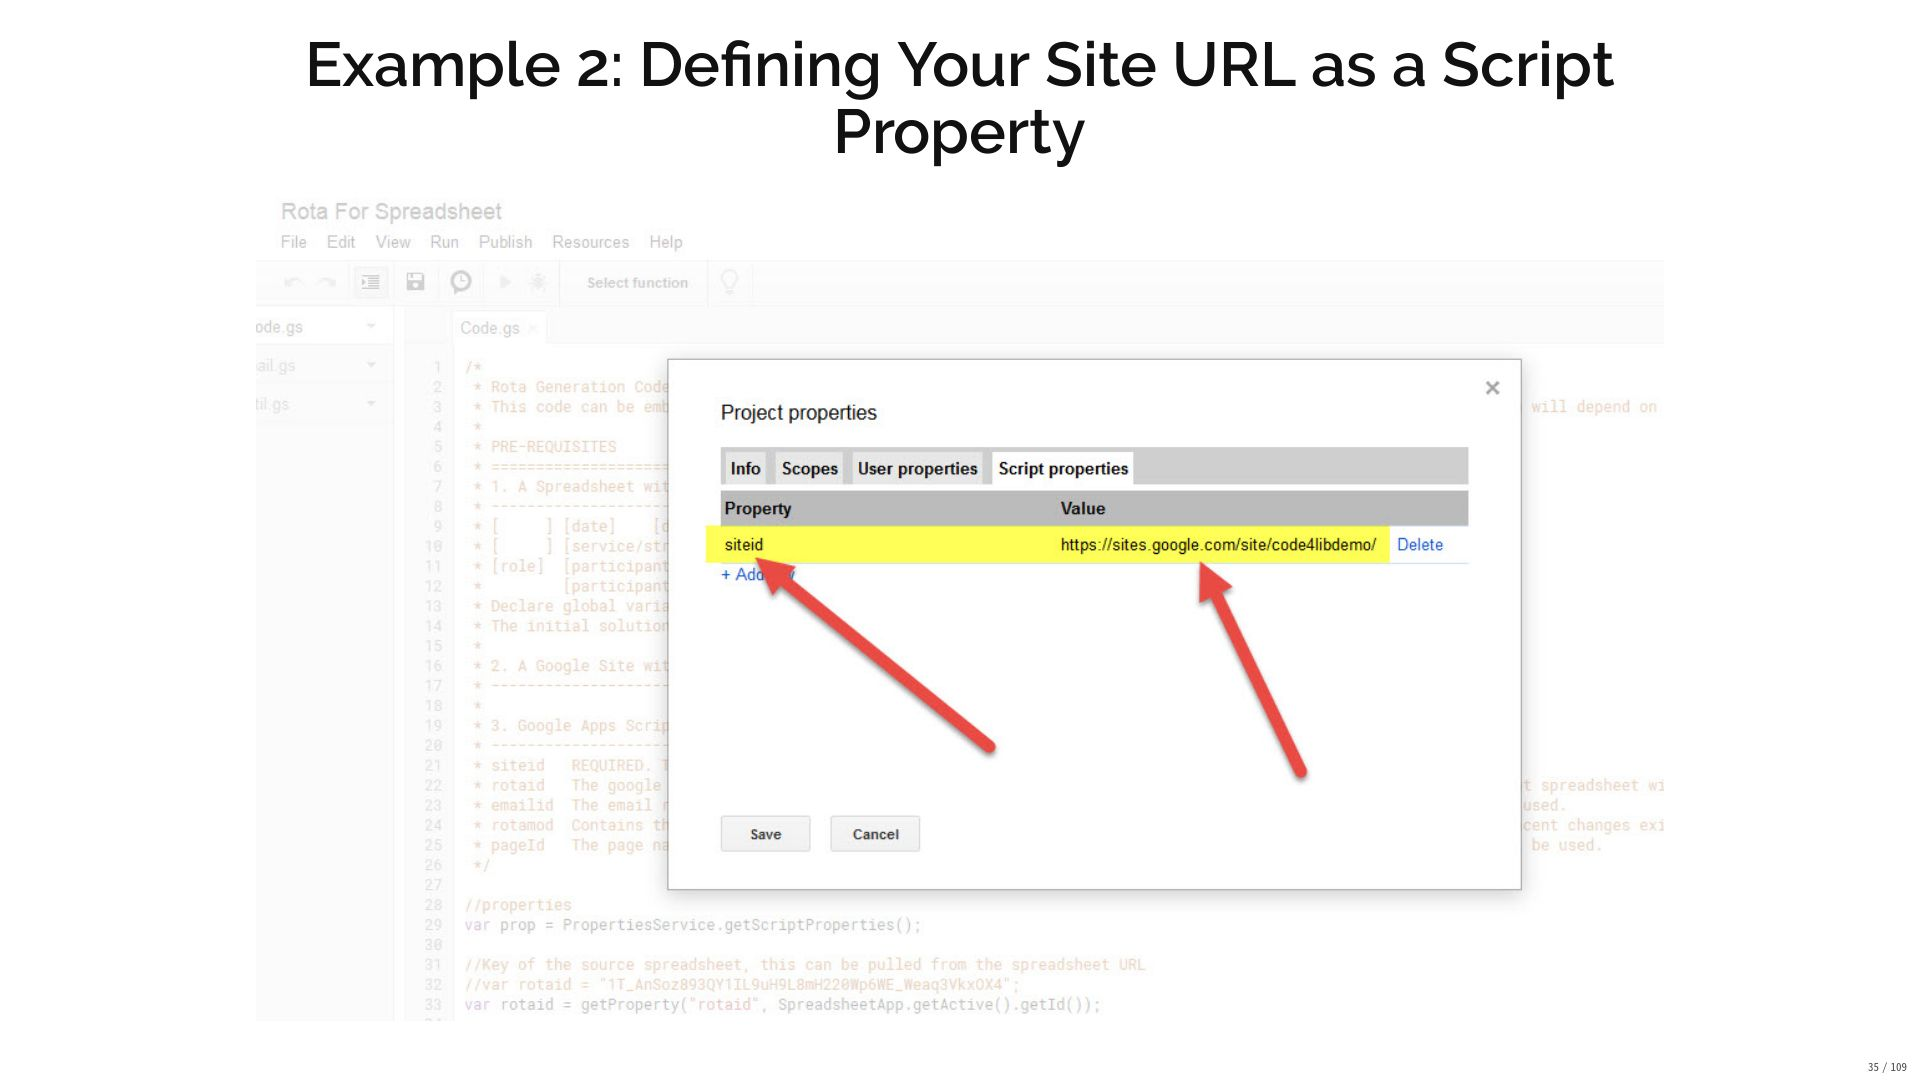 Example 2: Defining Your Site URL as a Script
Property
Rota For Spreadsheet
File Edit View Run Publish Resources Help
Select function
ode.gs
Code.gs ×
ail.gs
til.gs
1 /*
2 * Rota Generation Code
3 * This code can be emb will depend on
4 *
5 * PRE-REQUISITES
6 * ====================
7 * 1. A Spreadsheet wit
8 * --------------------
9 * [ ] [date] [d
10 * [ ] [service/str
11 * [role] [participant
12 * [participant
13 * Declare global varia
14 * The initial solution
15 *
16 * 2. A Google Site wit
17 * --------------------
18 *
19 * 3. Google Apps Scrip
20 * --------------------
21 * siteid REQUIRED. T
22 * rotaid The google t spreadsheet wi
23 * emailid The email r used.
24 * rotamod Contains th cent changes exi
25 * pageId The page na be used.
26 */
27
28 //properties
29 var prop = PropertiesService.getScriptProperties();
30
31 //Key of the source spreadsheet, this can be pulled from the spreadsheet URL
32 //var rotaid = "1T_AnSoz893QY1IL9uH9L8mH220Wp6WE_Weaq3VkxOX4";
33 var rotaid = getProperty("rotaid", SpreadsheetApp.getActive().getId());
Project properties
×
Info Scopes User properties Script properties
Property Value
siteid https://sites.google.com/site/code4libdemo/ Delete
+ Add
Save Cancel
35 / 109